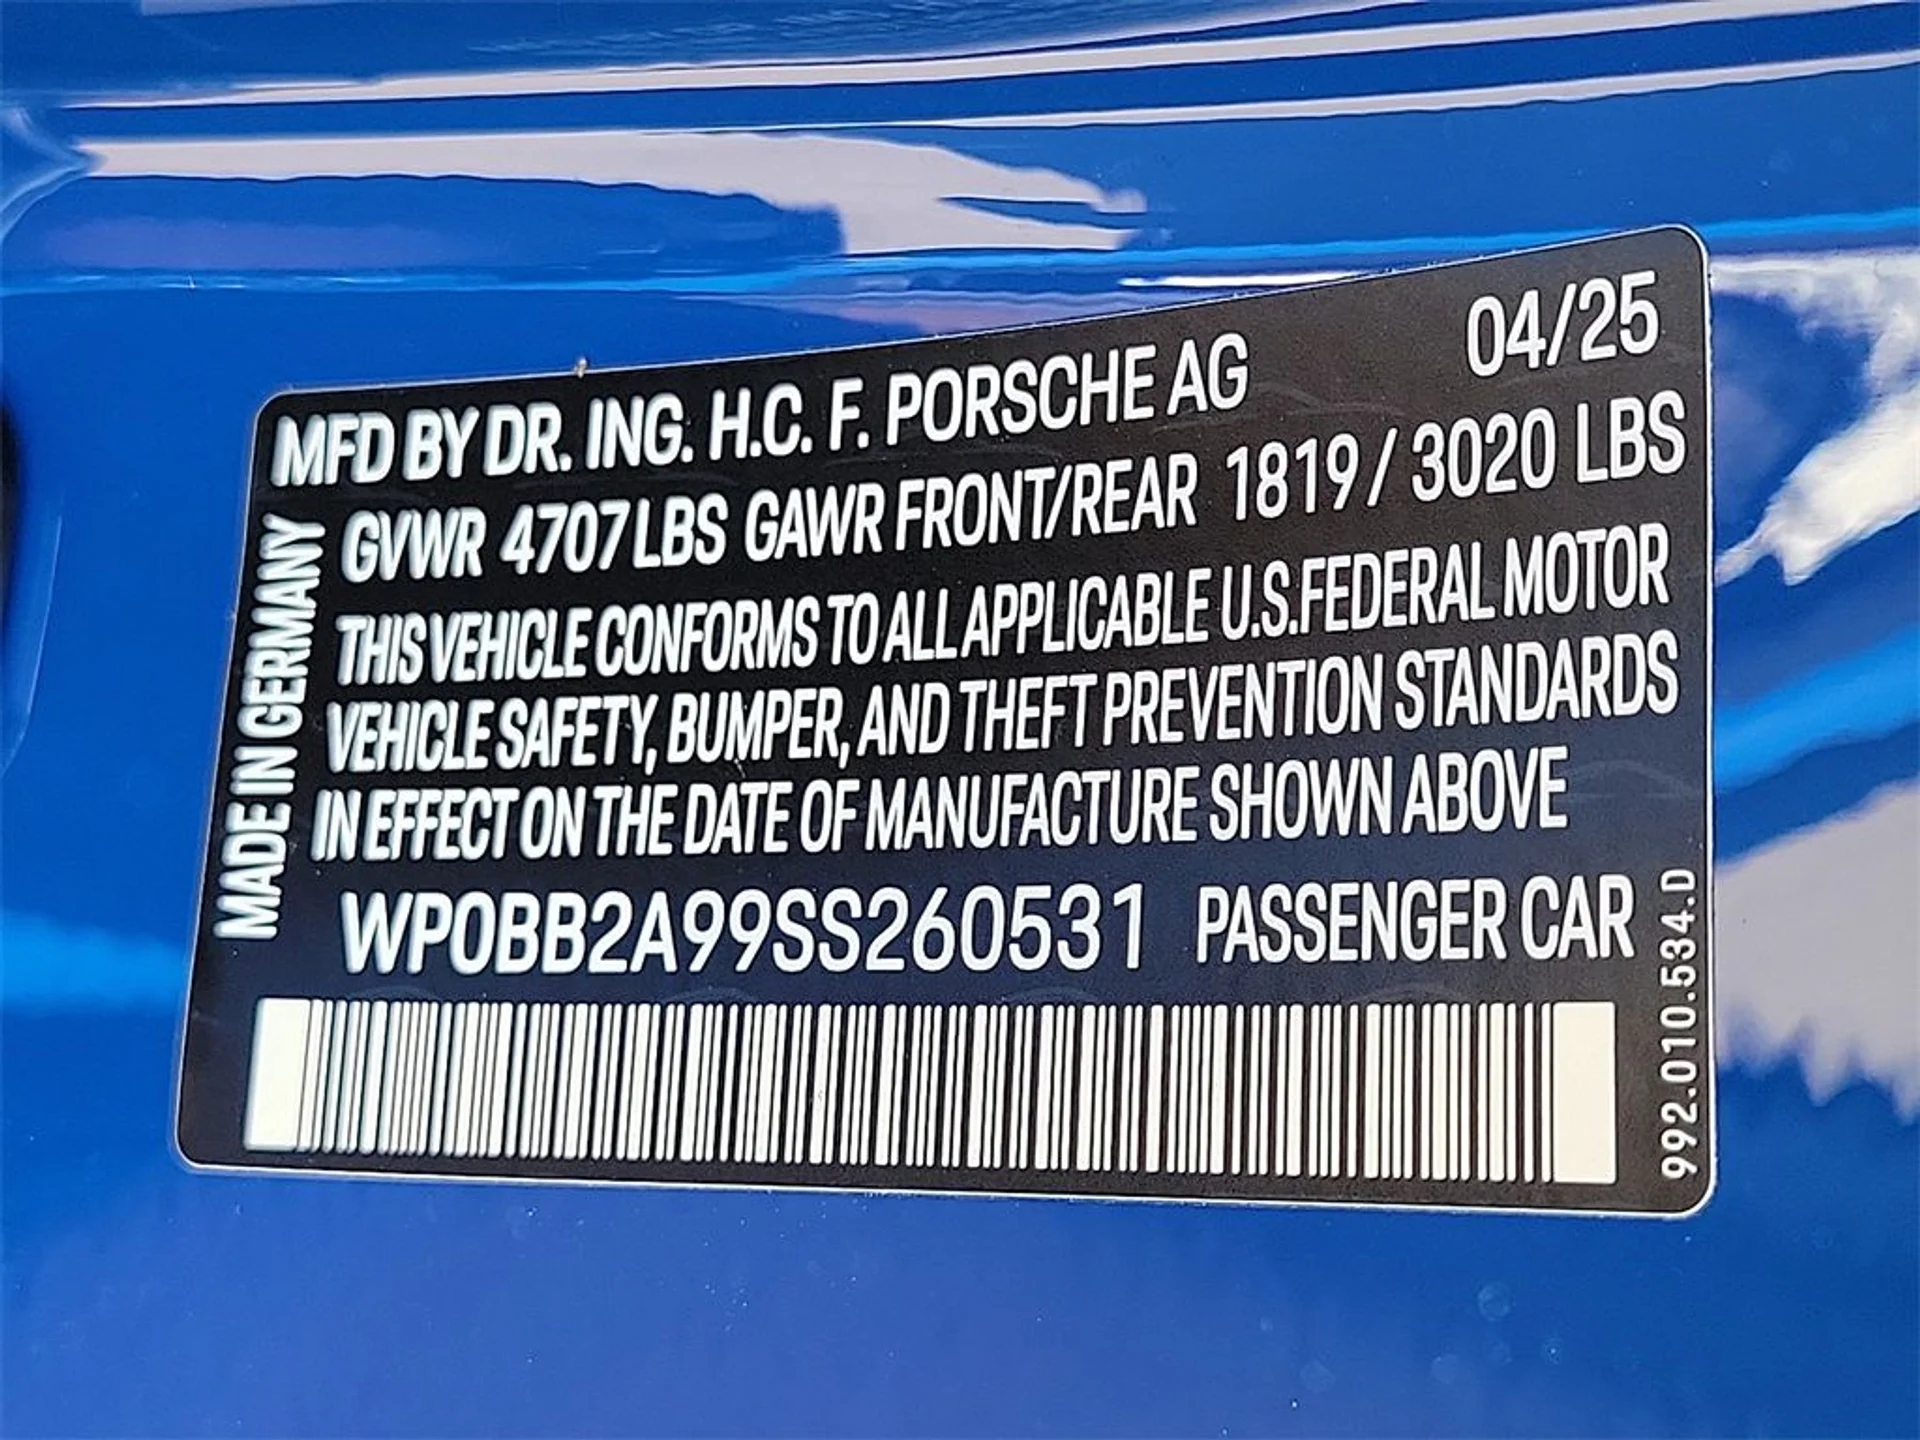 MFD BY DR. ING. H.C. F. PORSCHE AG 04/25
GVWR 4707 LBS GAWR FRONT/REAR 1819 / 3020 LBS
THIS VEHICLE CONFORMS TO ALL APPLICABLE U.S.FEDERAL MOTOR
VEHICLE SAFETY, BUMPER, AND THEFT PREVENTION STANDARDS
IN EFFECT ON THE DATE OF MANUFACTURE SHOWN ABOVE
WP0BB2A99SS260531 PASSENGER CAR
MADE IN GERMANY
992.010.534.D